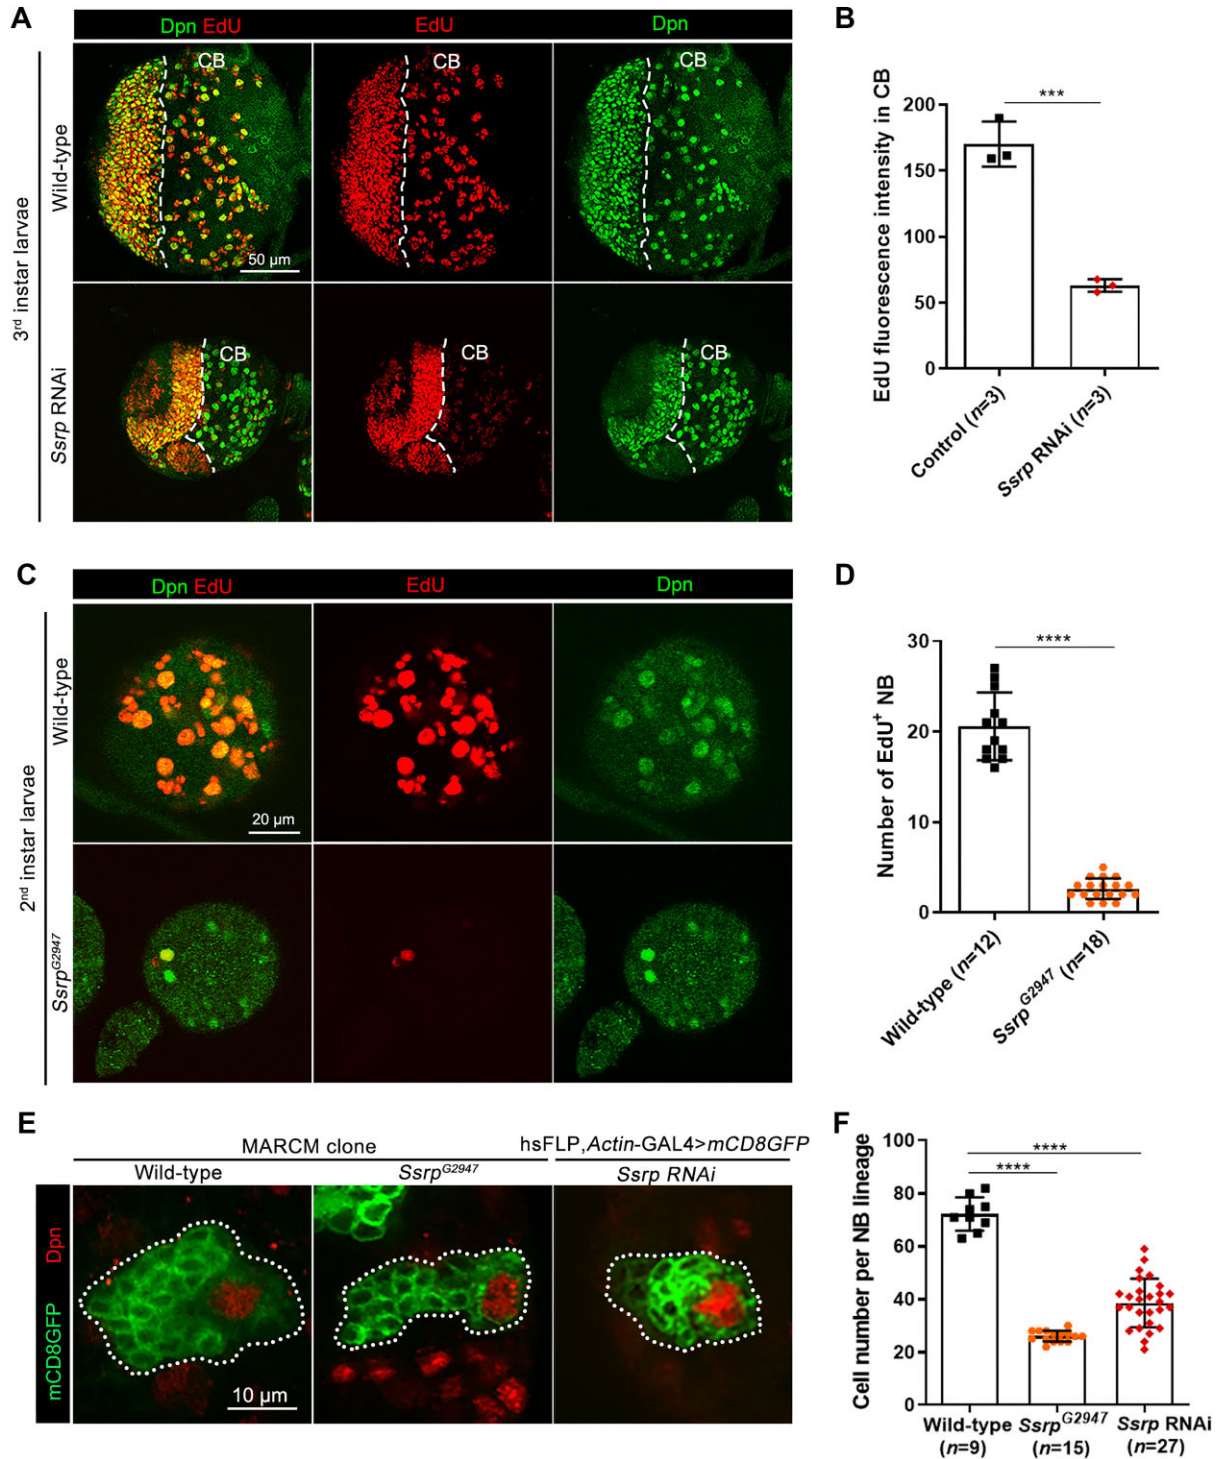 A
Dpn EdU
EdU
Dpn
3rd instar larvae
Wild-type
CB
CB
CB
50 µm
Ssrp RNAi
CB
CB
CB
B
EdU fluorescence intensity in CB
200
150
100
50
0
***
Control (n=3)
Ssrp RNAi (n=3)
C
Dpn EdU
EdU
Dpn
2nd instar larvae
Wild-type
20 µm
SsrpG2947
D
Number of EdU+ NB
30
20
10
0
****
Wild-type (n=12)
SsrpG2947 (n=18)
E
MARCM clone
hsFLP,Actin-GAL4>mCD8GFP
Wild-type
SsrpG2947
Ssrp RNAi
mCD8GFP Dpn
10 µm
F
Cell number per NB lineage
100
80
60
40
20
0
****
****
Wild-type
(n=9)
SsrpG2947
(n=15)
Ssrp RNAi
(n=27)